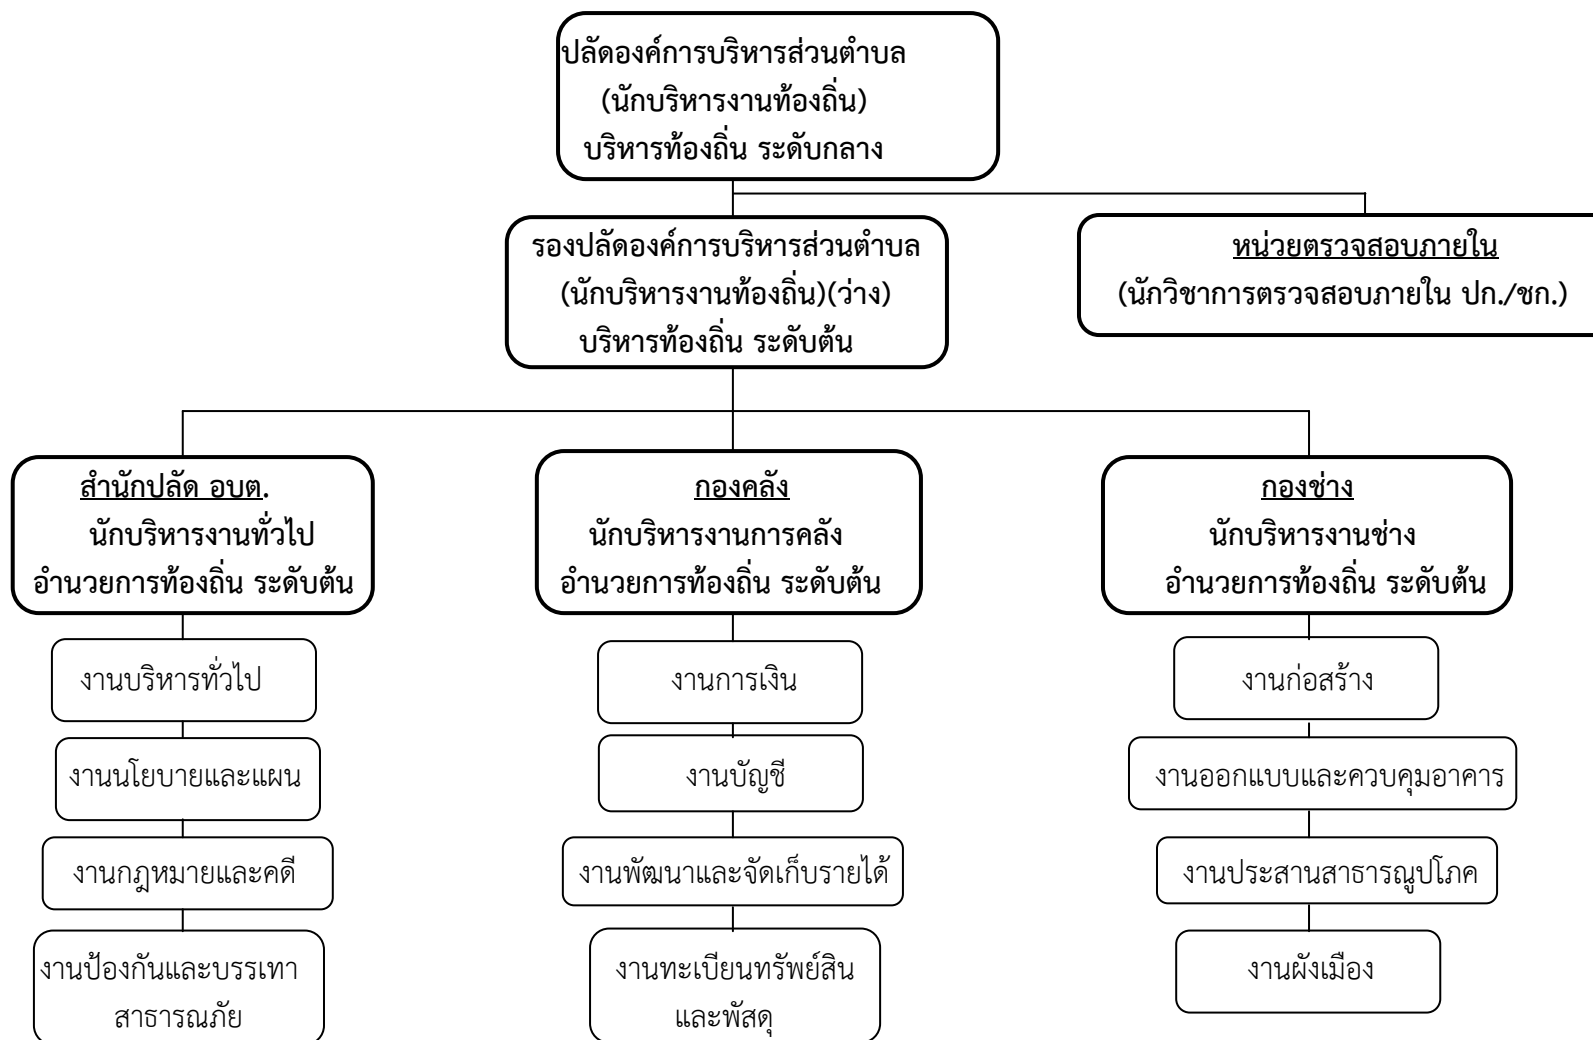 ปลัดองค์การบริหารส่วนตำบล
(นักบริหารงานท้องถิ่น)
บริหารท้องถิ่น ระดับกลาง
รองปลัดองค์การบริหารส่วนตำบล
(นักบริหารงานท้องถิ่น)(ว่าง)
บริหารท้องถิ่น ระดับต้น
หน่วยตรวจสอบภายใน
(นักวิชาการตรวจสอบภายใน ปก./ชก.)
สำนักปลัด อบต.
นักบริหารงานทั่วไป
อำนวยการท้องถิ่น ระดับต้น
งานบริหารทั่วไป
งานนโยบายและแผน
งานกฎหมายและคดี
งานป้องกันและบรรเทา
สาธารณภัย
กองคลัง
นักบริหารงานการคลัง
อำนวยการท้องถิ่น ระดับต้น
งานการเงิน
งานบัญชี
งานพัฒนาและจัดเก็บรายได้
งานทะเบียนทรัพย์สิน
และพัสดุ
กองช่าง
นักบริหารงานช่าง
อำนวยการท้องถิ่น ระดับต้น
งานก่อสร้าง
งานออกแบบและควบคุมอาคาร
งานประสานสาธารณูปโภค
งานผังเมือง